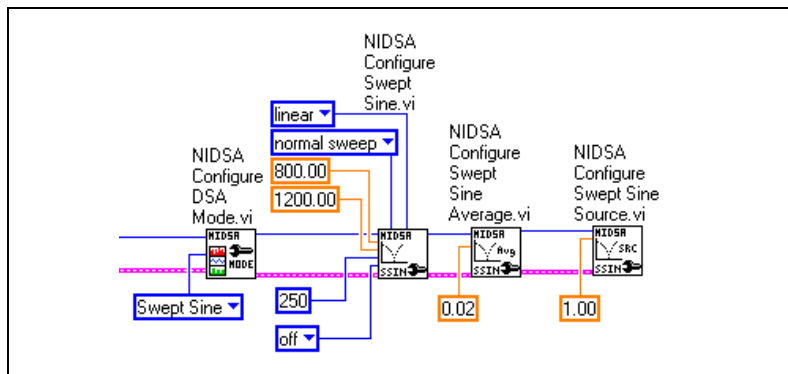 NIDSA
Configure
Swept
Sine.vi
linear
normal sweep
800.00
1200.00
NIDSA
Configure
DSA
Mode.vi
NIDSA
Configure
Swept
Sine
Average.vi
NIDSA
Configure
Swept Sine
Source.vi
NIDSA
MODE
NIDSA
SSIN
NIDSA
Avg
SSIN
NIDSA
SRC
SSIN
Swept Sine
250
off
0.02
1.00